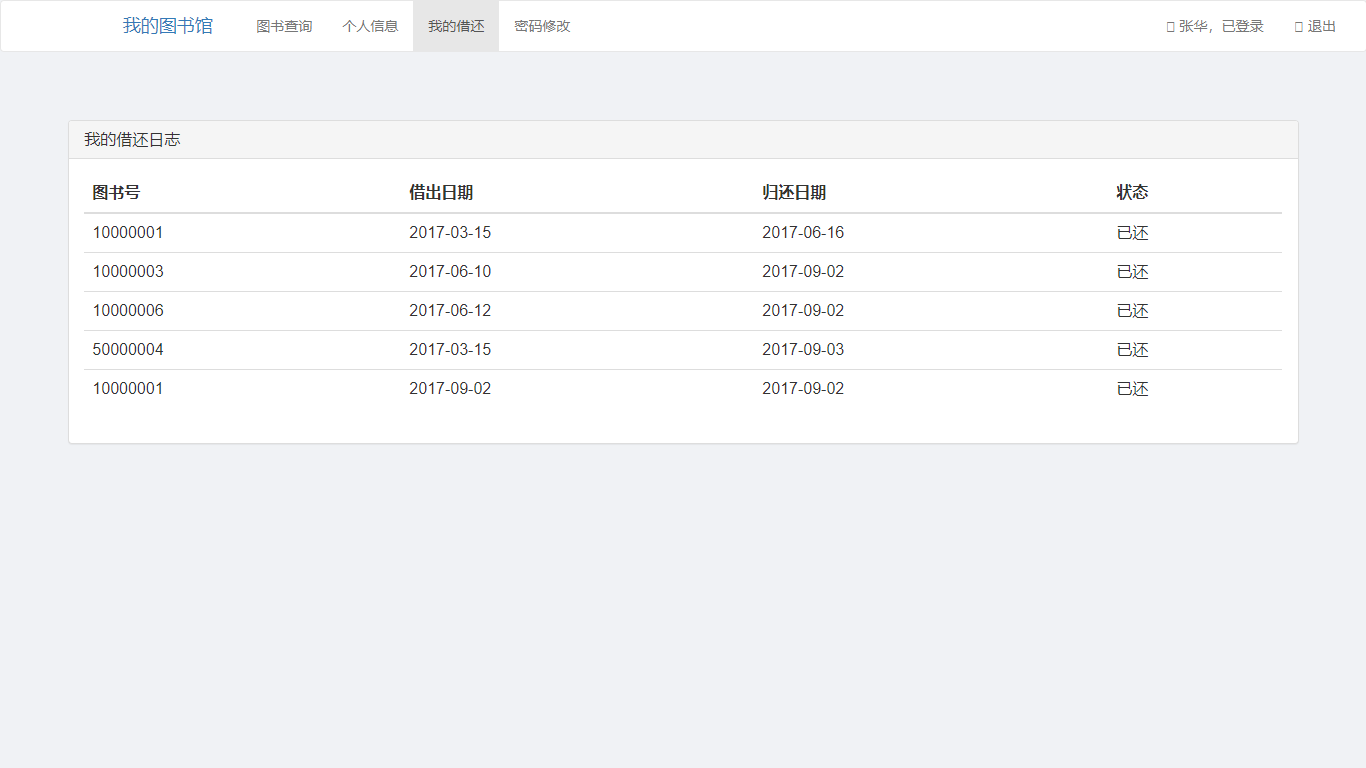 我的图书馆 图书查询 个人信息 我的借还 密码修改 张华，已登录 退出
我的借还日志
图书号 借出日期 归还日期 状态
10000001 2017-03-15 2017-06-16 已还
10000003 2017-06-10 2017-09-02 已还
10000006 2017-06-12 2017-09-02 已还
50000004 2017-03-15 2017-09-03 已还
10000001 2017-09-02 2017-09-02 已还